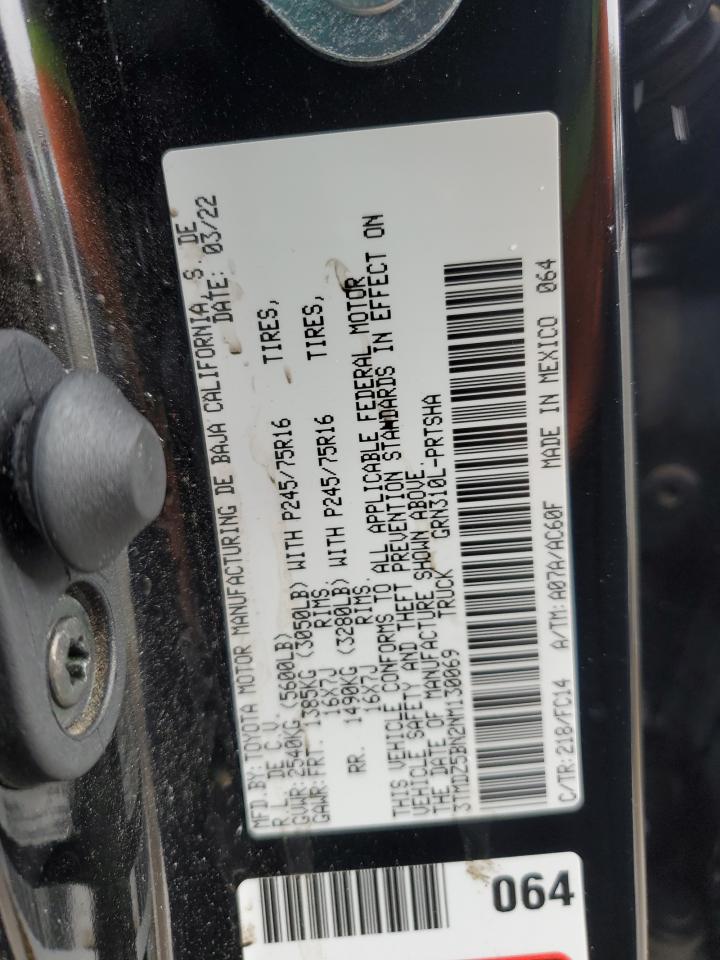 MFD.BY:TOYOTA MOTOR MANUFACTURING DE BAJA CALIFORNIA, S. DE
R.L. DE C.V. DATE: 03/22
GVWR:2540KG (5600LB)
GAWR:FRT. 1385KG (3050LB) WITH P245/75R16 TIRES,
16X7J RIMS.
RR. 1490KG (3280LB) WITH P245/75R16 TIRES,
16X7J RIMS.
THIS VEHICLE CONFORMS TO ALL APPLICABLE FEDERAL MOTOR
VEHICLE SAFETY AND THEFT PREVENTION STANDARDS IN EFFECT ON
THE DATE OF MANUFACTURE SHOWN ABOVE.
3TMDZ5BN2NM130069 TRUCK GRN310L-PRTSHA
C/TR:218/FC14 A/TM:A07A/AC60F MADE IN MEXICO 064
064